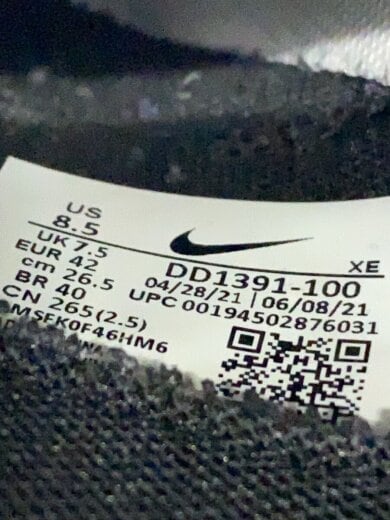 US
8.5
UK 7.5
EUR 42
cm 26.5
BR 40
CN 265(2.5)
XE
DD1391-100
04/28/21 | 06/08/21
UPC 00194502876031